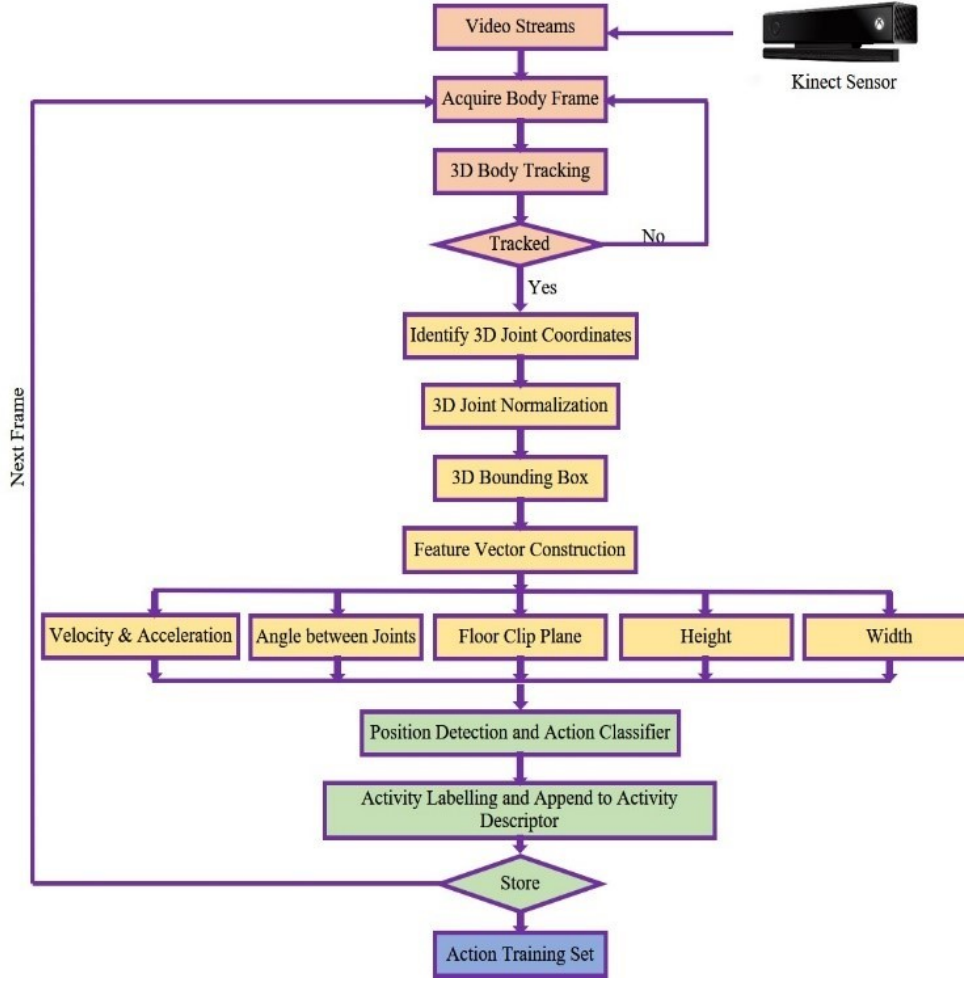 Video Streams
Kinect Sensor
Acquire Body Frame
3D Body Tracking
Tracked
No
Yes
Identify 3D Joint Coordinates
3D Joint Normalization
Next Frame
3D Bounding Box
Feature Vector Construction
Velocity & Acceleration
Angle between Joints
Floor Clip Plane
Height
Width
Position Detection and Action Classifier
Activity Labelling and Append to Activity
Descriptor
Store
Action Training Set